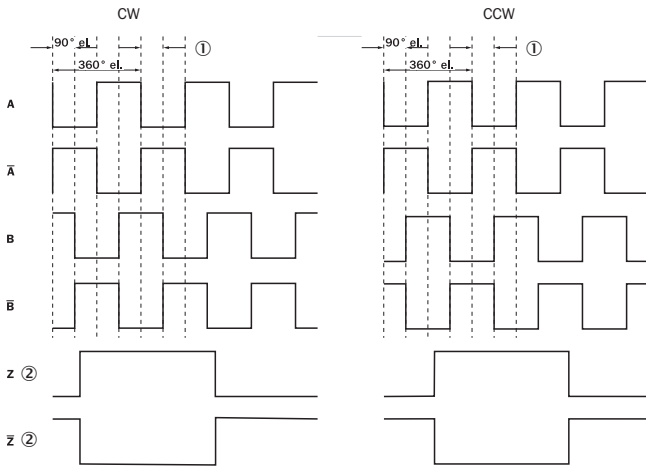 CW CCW
90° el. ① 90° el. ①
360° el. 360° el.
A
A̅
B
B̅
Z ②
Z̅ ②